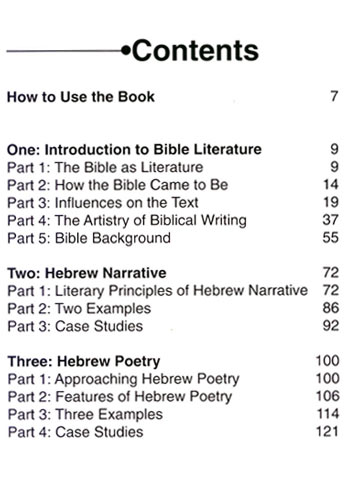 Contents
How to Use the Book 7
One: Introduction to Bible Literature 9
Part 1: The Bible as Literature 9
Part 2: How the Bible Came to Be 14
Part 3: Influences on the Text 19
Part 4: The Artistry of Biblical Writing 37
Part 5: Bible Background 55
Two: Hebrew Narrative 72
Part 1: Literary Principles of Hebrew Narrative 72
Part 2: Two Examples 86
Part 3: Case Studies 92
Three: Hebrew Poetry 100
Part 1: Approaching Hebrew Poetry 100
Part 2: Features of Hebrew Poetry 106
Part 3: Three Examples 114
Part 4: Case Studies 121